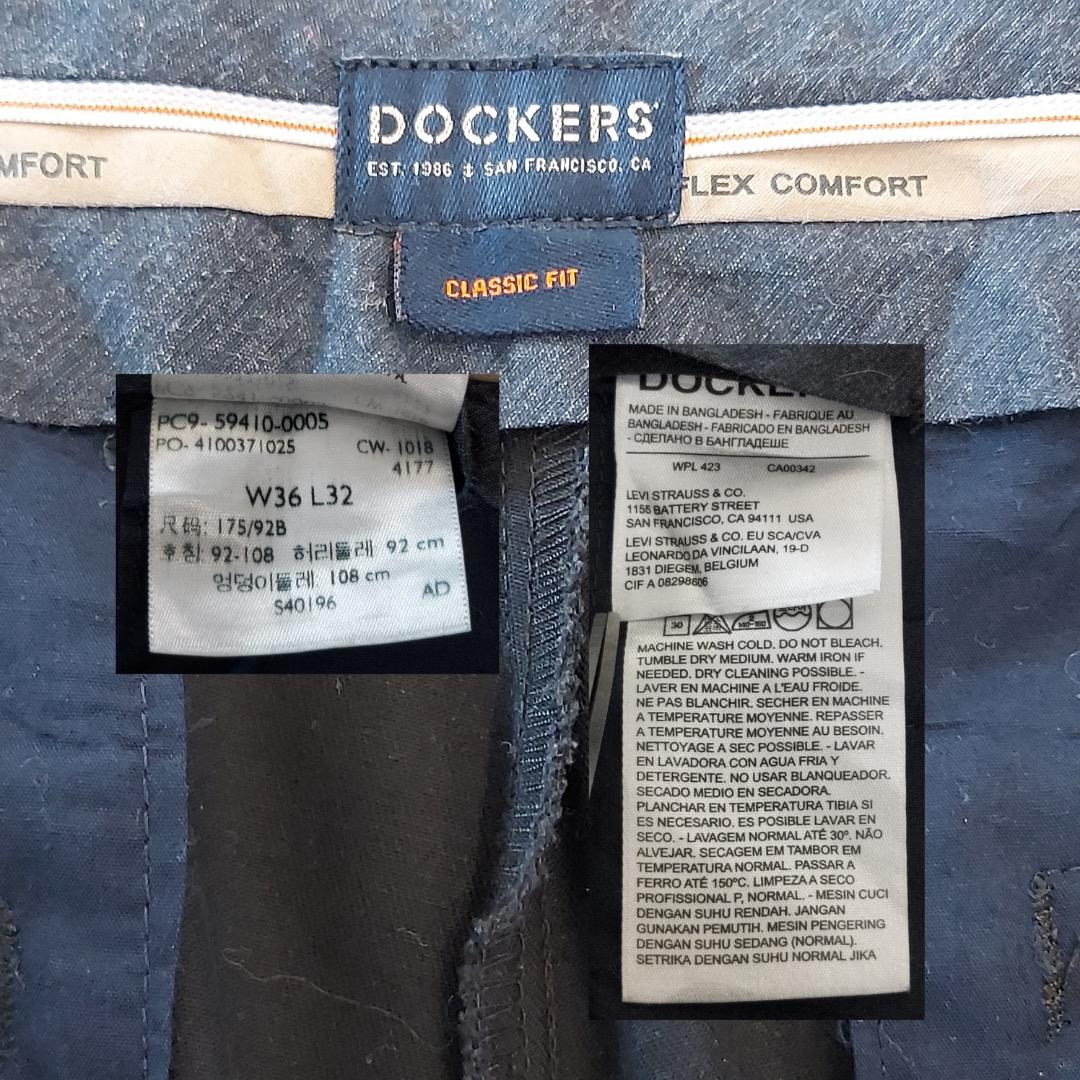 DOCKERS
EST. 1986 SAN FRANCISCO, CA
MFORT
FLEX COMFORT
CLASSIC FIT
PC9- 59410-0005
PO- 4100371025 CW- 1018
4177
W36 L32
尺码: 175/92B
호칭 92-108 허리둘레 92 cm
엉덩이둘레 108 cm
S40196 AD
MADE IN BANGLADESH - FABRIQUE AU
BANGLADESH - FABRICADO EN BANGLADESH
- СДЕЛАНО В БАНГЛАДЕШЕ
WPL 423 CA00342
LEVI STRAUSS & CO.
1155 BATTERY STREET
SAN FRANCISCO, CA 94111 USA
LEVI STRAUSS & CO. EU SCA/CVA
LEONARDO DA VINCILAAN, 19-D
1831 DIEGEM, BELGIUM
CIF A 08298606
30
MACHINE WASH COLD. DO NOT BLEACH.
TUMBLE DRY MEDIUM. WARM IRON IF
NEEDED. DRY CLEANING POSSIBLE. -
LAVER EN MACHINE A L'EAU FROIDE.
NE PAS BLANCHIR. SECHER EN MACHINE
A TEMPERATURE MOYENNE. REPASSER
A TEMPERATURE MOYENNE AU BESOIN.
NETTOYAGE A SEC POSSIBLE. - LAVAR
EN LAVADORA CON AGUA FRIA Y
DETERGENTE. NO USAR BLANQUEADOR.
SECADO MEDIO EN SECADORA.
PLANCHAR EN TEMPERATURA TIBIA SI
ES NECESARIO. ES POSIBLE LAVAR EN
SECO. - LAVAGEM NORMAL ATÉ 30º. NÃO
ALVEJAR. SECAGEM EM TAMBOR EM
TEMPERATURA NORMAL. PASSAR A
FERRO ATÉ 150ºC. LIMPEZA A SECO
PROFISSIONAL P, NORMAL. - MESIN CUCI
DENGAN SUHU RENDAH. JANGAN
GUNAKAN PEMUTIH. MESIN PENGERING
DENGAN SUHU SEDANG (NORMAL).
SETRIKA DENGAN SUHU NORMAL JIKA